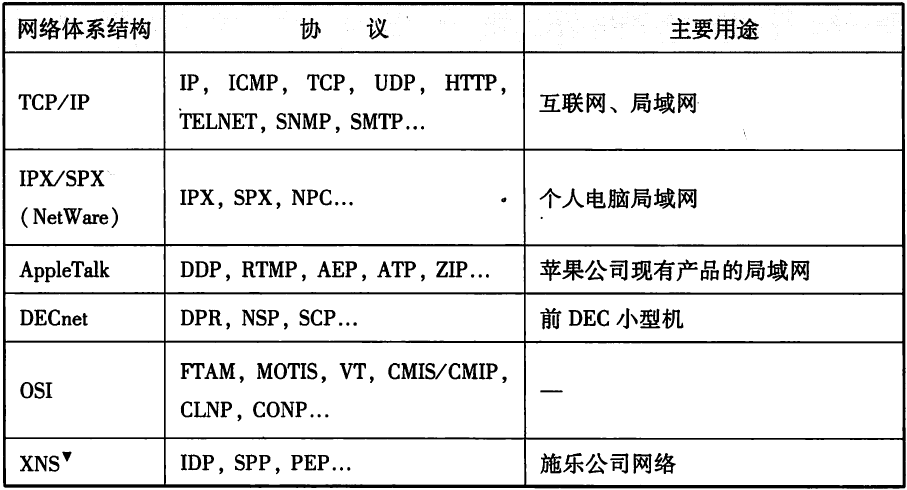 网络体系结构 协 议 主要用途
TCP/IP IP, ICMP, TCP, UDP, HTTP, 互联网、局域网
TELNET, SNMP, SMTP...
IPX/SPX IPX, SPX, NPC... 个人电脑局域网
(NetWare)
AppleTalk DDP, RTMP, AEP, ATP, ZIP... 苹果公司现有产品的局域网
DECnet DPR, NSP, SCP... 前 DEC 小型机
OSI FTAM, MOTIS, VT, CMIS/CMIP, —
CLNP, CONP...
XNS▼ IDP, SPP, PEP... 施乐公司网络